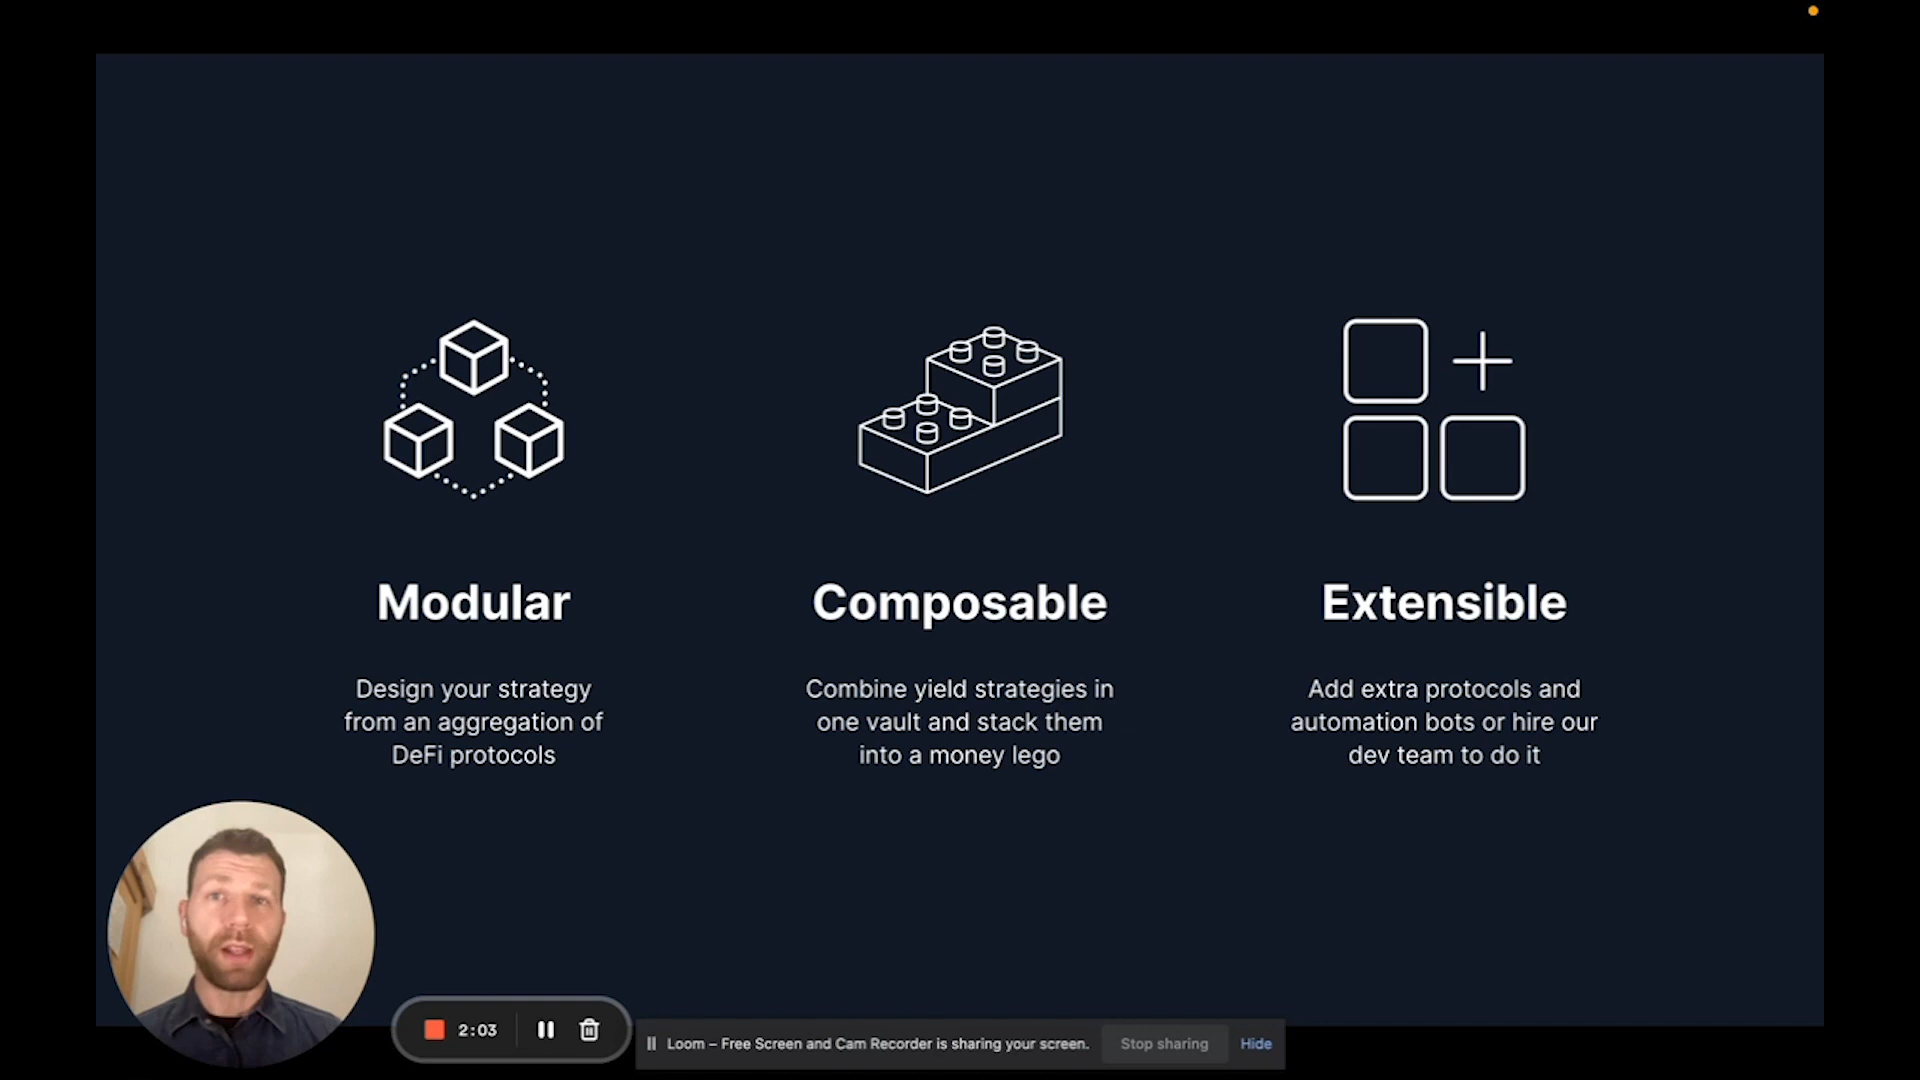 Modular
Design your strategy
from an aggregation of
DeFi protocols
Composable
Combine yield strategies in
one vault and stack them
into a money lego
Extensible
Add extra protocols and
automation bots or hire our
dev team to do it
2:03
Loom – Free Screen and Cam Recorder is sharing your screen.
Stop sharing
Hide